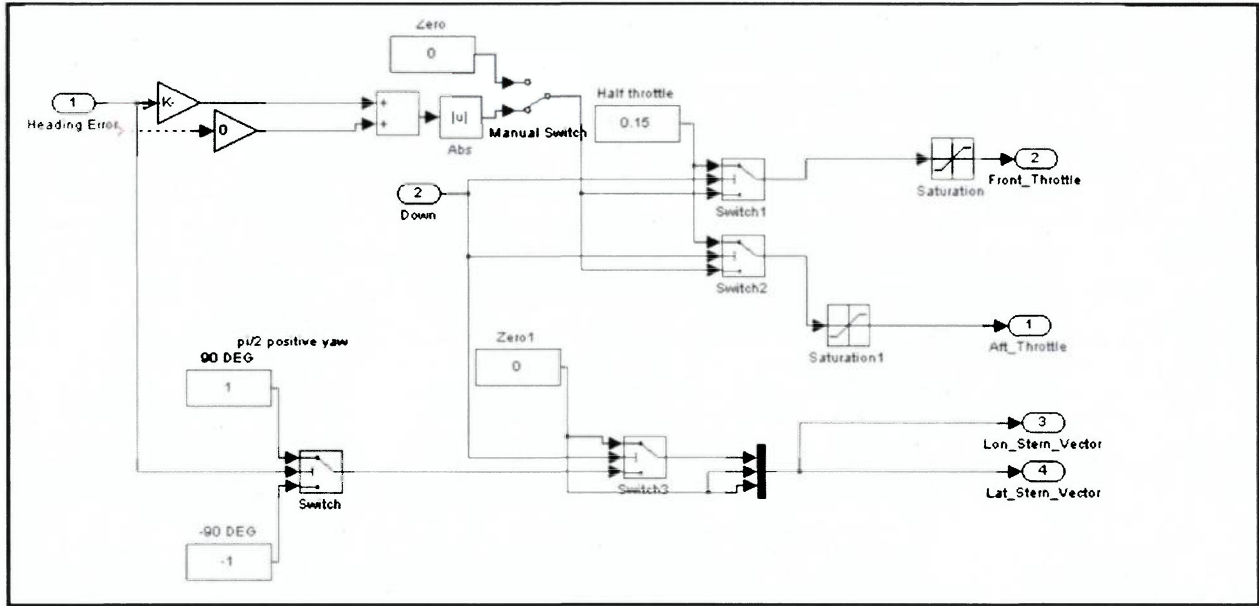 Zero
0
1
Heading Error
K-
0
+
+
|u|
Abs
Manual Switch
Half throttle
0.15
2
Down
Switch1
Saturation
2
Front_Throttle
Switch2
Saturation1
1
Aft_Throttle
pi/2 positive yaw
90 DEG
1
Zero1
0
Switch
Switch3
3
Lon_Stern_Vector
4
Lat_Stern_Vector
-90 DEG
-1